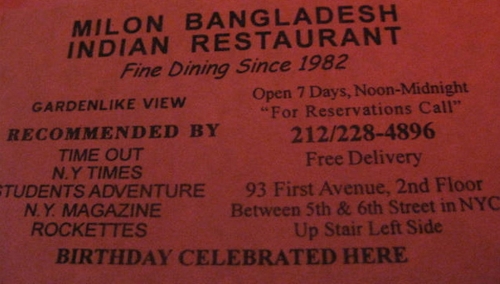 MILON BANGLADESH
INDIAN RESTAURANT
Fine Dining Since 1982
GARDENLIKE VIEW
RECOMMENDED BY
TIME OUT
N.Y TIMES
STUDENTS ADVENTURE
N.Y. MAGAZINE
ROCKETTES
Open 7 Days, Noon-Midnight
"For Reservations Call"
212/228-4896
Free Delivery
93 First Avenue, 2nd Floor
Between 5th & 6th Street in NYC
Up Stair Left Side
BIRTHDAY CELEBRATED HERE